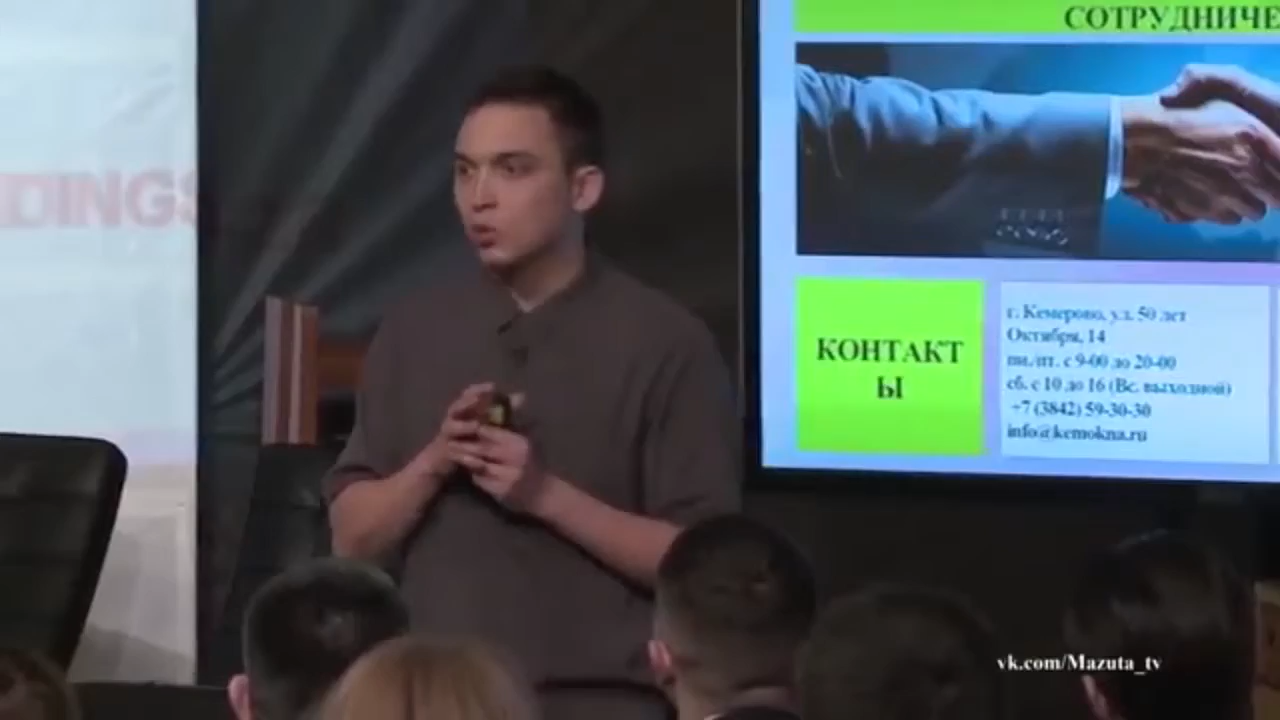 СОТРУДНИЧЕ
DINGS
КОНТАКТ
Ы
г. Кемерово, ул. 50 лет
Октября, 14
пн./пт. с 9-00 до 20-00
сб. с 10 до 16 (Вс. выходной)
+7 (3842) 59-30-30
info@kemokna.ru
vk.com/Mazuta_tv